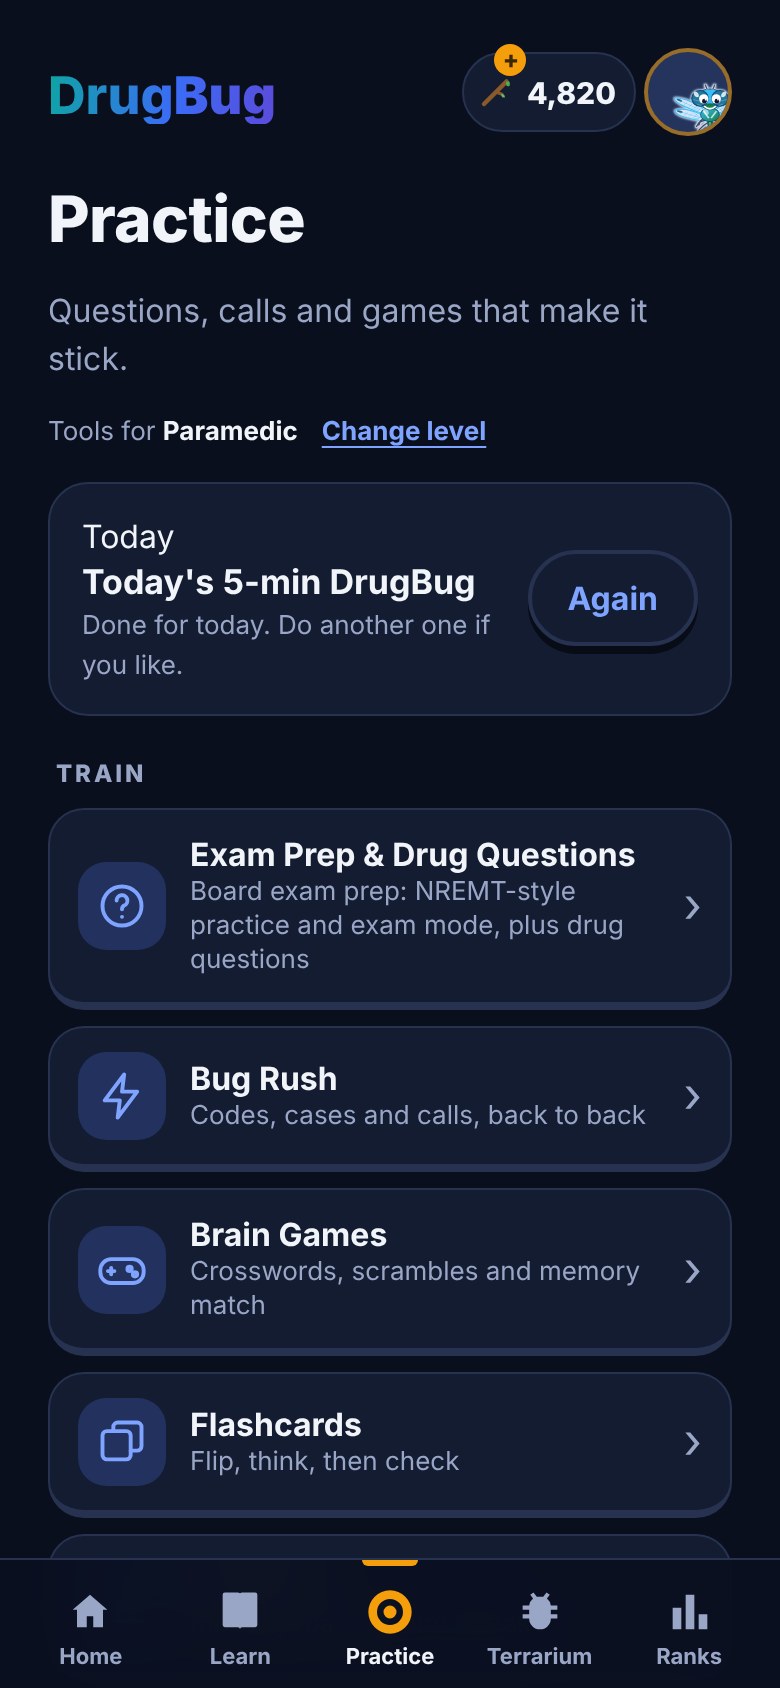 DrugBug
4,820
Practice
Questions, calls and games that make it
stick.
Tools for Paramedic Change level
Today
Today's 5-min DrugBug
Done for today. Do another one if
you like.
Again
TRAIN
Exam Prep & Drug Questions
Board exam prep: NREMT-style
practice and exam mode, plus drug
questions
Bug Rush
Codes, cases and calls, back to back
Brain Games
Crosswords, scrambles and memory
match
Flashcards
Flip, think, then check
Home
Learn
Practice
Terrarium
Ranks